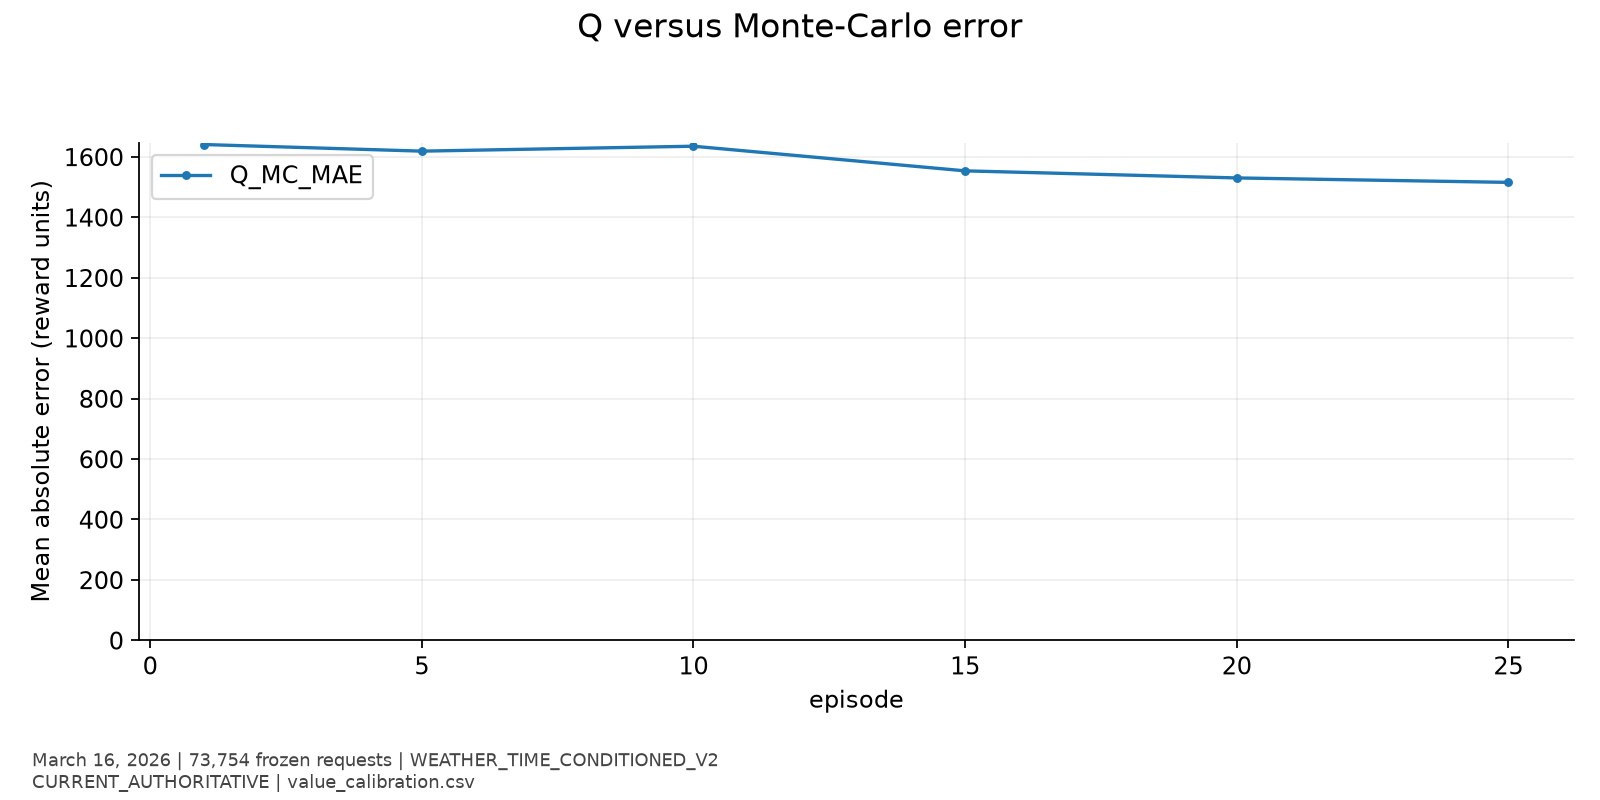 Q versus Monte-Carlo error
Mean absolute error (reward units)
1600
1400
1200
1000
800
600
400
200
0
Q_MC_MAE
0 5 10 15 20 25
episode
March 16, 2026 | 73,754 frozen requests | WEATHER_TIME_CONDITIONED_V2
CURRENT_AUTHORITATIVE | value_calibration.csv